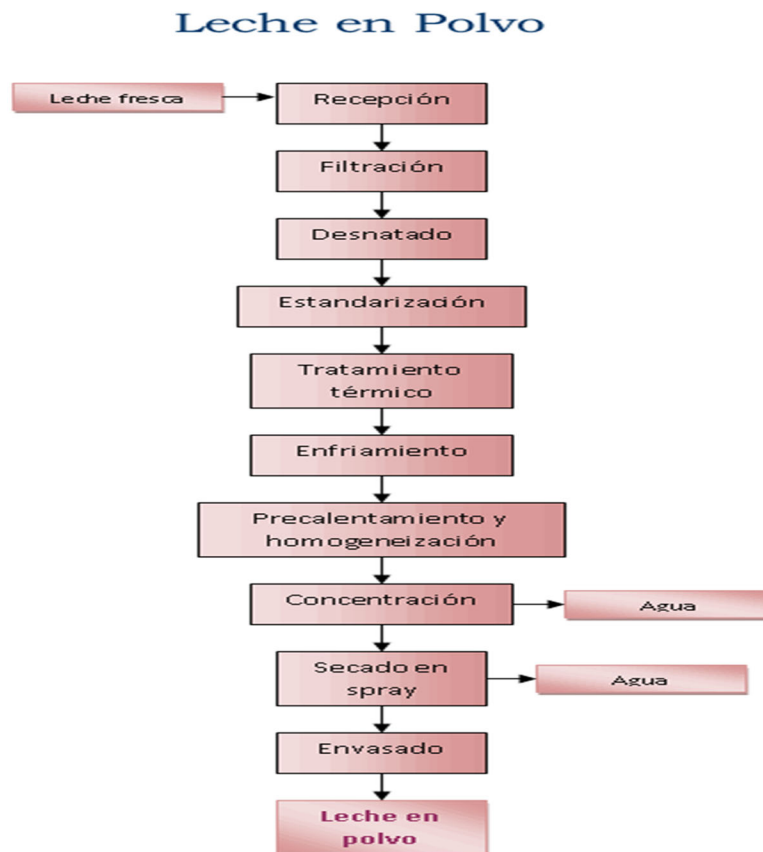 Leche en Polvo
Leche fresca
Recepción
Filtración
Desnatado
Estandarización
Tratamiento
térmico
Enfriamiento
Precalentamiento y
homogeneización
Concentración
Agua
Secado en
spray
Agua
Envasado
Leche en
polvo